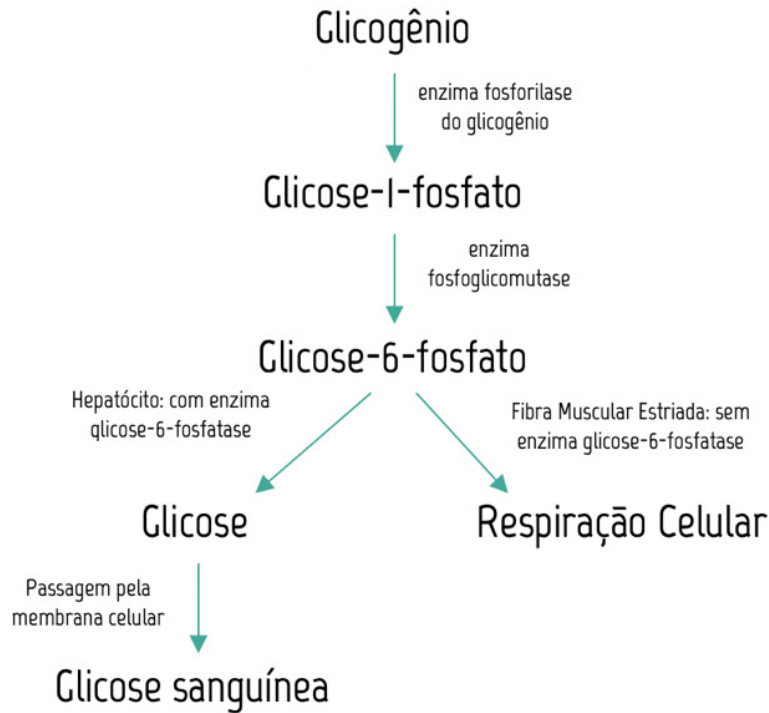 Glicogênio
enzima fosforilase
do glicogênio
Glicose-1-fosfato
enzima
fosfoglicomutase
Glicose-6-fosfato
Hepatócito: com enzima
glicose-6-fosfatase
Fibra Muscular Estriada: sem
enzima glicose-6-fosfatase
Glicose
Respiração Celular
Passagem pela
membrana celular
Glicose sanguínea